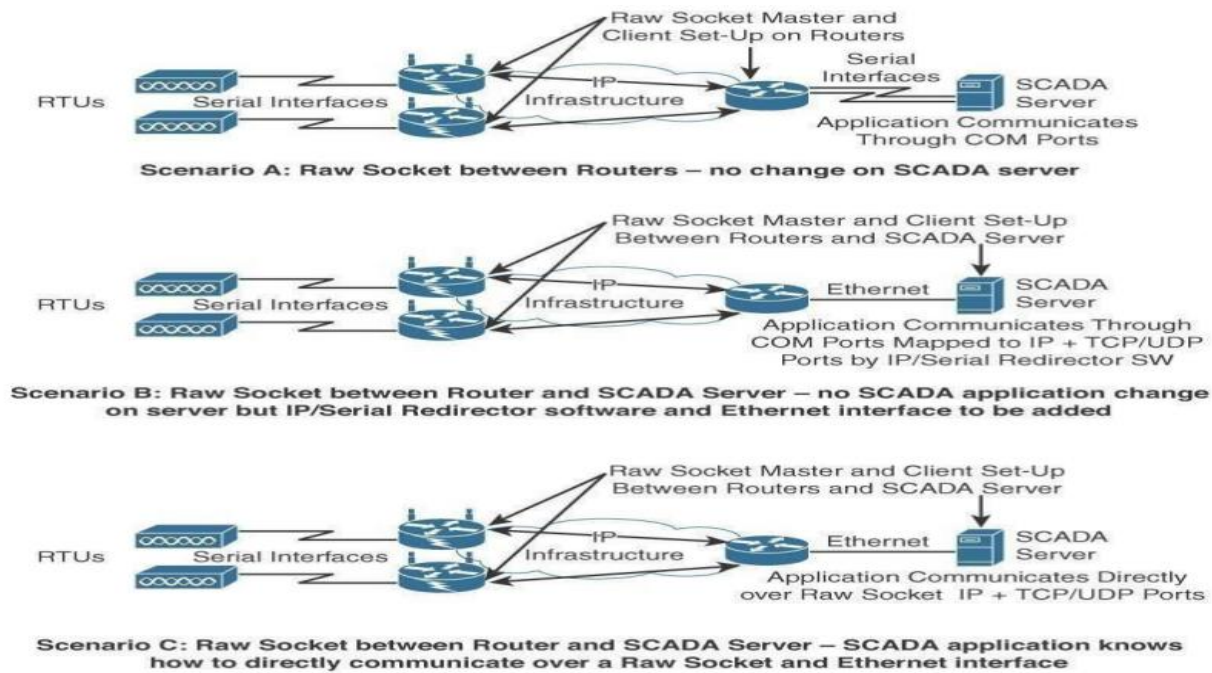 Raw Socket Master and
Client Set-Up on Routers
Serial
Interfaces
IP
SCADA
Server
RTUs
Serial Interfaces
Infrastructure
Application Communicates
Through COM Ports
Scenario A: Raw Socket between Routers – no change on SCADA server
Raw Socket Master and Client Set-Up
Between Routers and SCADA Server
IP
Ethernet
SCADA
Server
RTUs
Serial Interfaces
Infrastructure
Application Communicates Through
COM Ports Mapped to IP + TCP/UDP
Ports by IP/Serial Redirector SW
Scenario B: Raw Socket between Router and SCADA Server – no SCADA application change
on server but IP/Serial Redirector software and Ethernet interface to be added
Raw Socket Master and Client Set-Up
Between Routers and SCADA Server
IP
Ethernet
SCADA
Server
RTUs
Serial Interfaces
Infrastructure
Application Communicates Directly
over Raw Socket IP + TCP/UDP Ports
Scenario C: Raw Socket between Router and SCADA Server – SCADA application knows
how to directly communicate over a Raw Socket and Ethernet interface